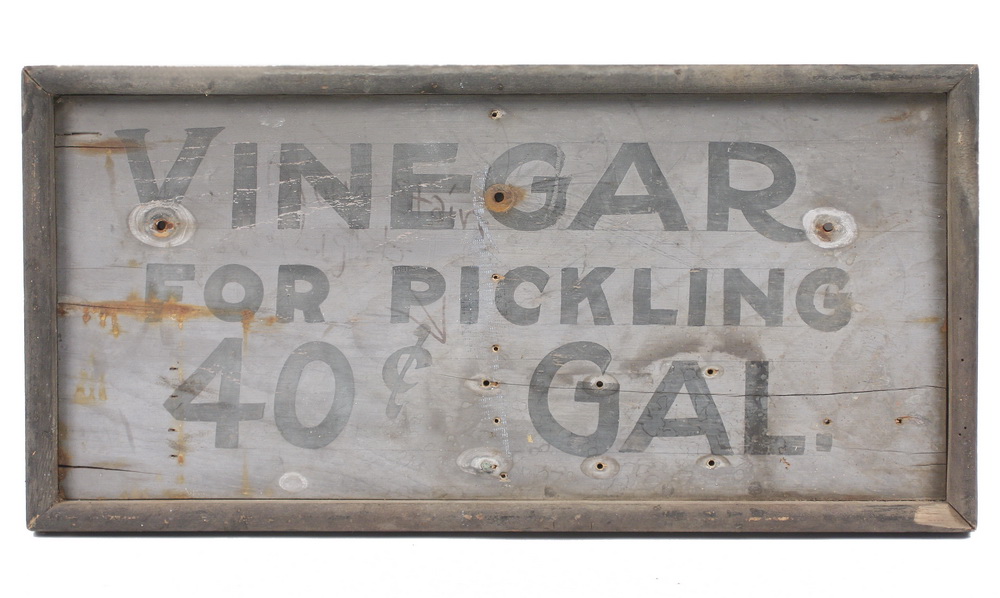 VINEGAR
FOR PICKLING
40¢ GAL.